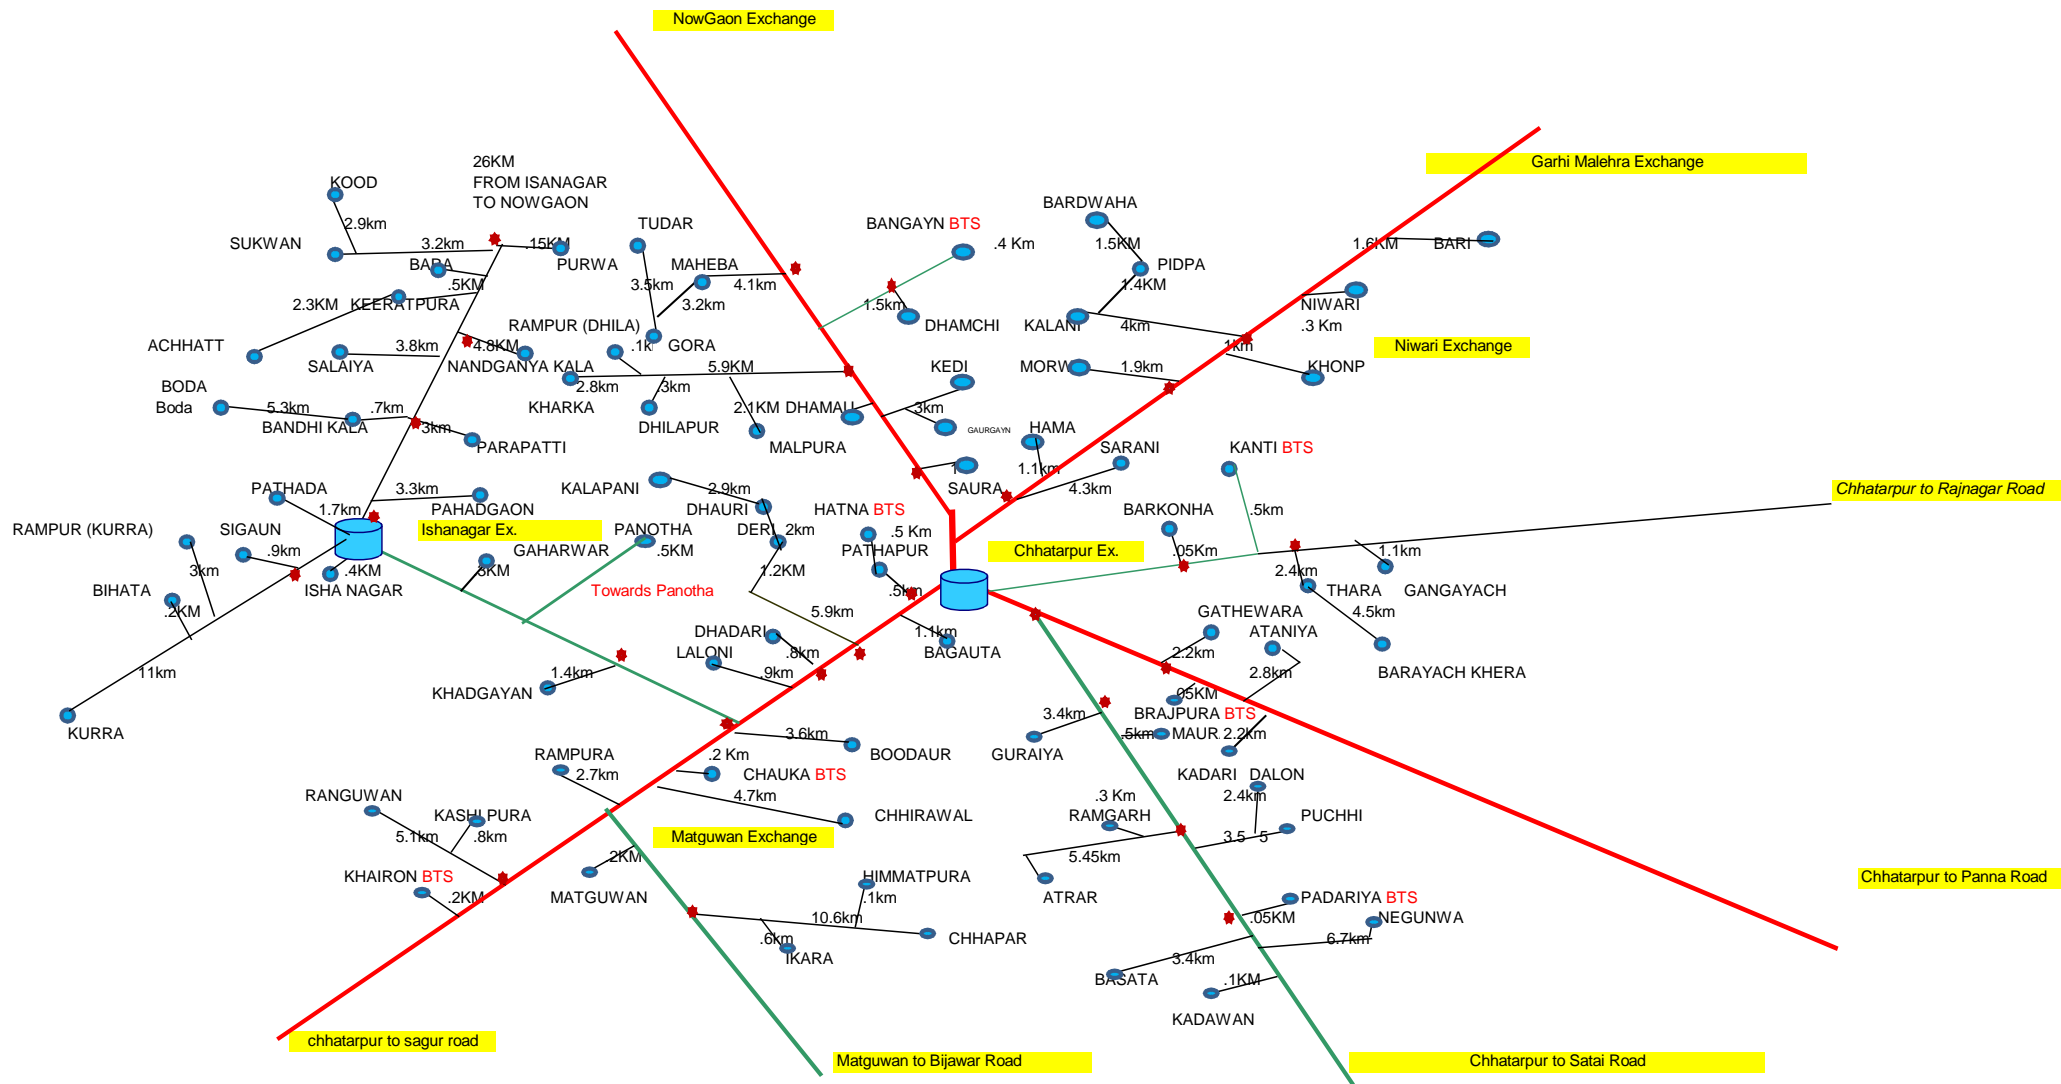 NowGaon Exchange
Garhi Malehra Exchange
26KM
FROM ISANAGAR
TO NOWGAON
KOOD
2.9km
SUKWAN
3.2km
.15KM
PURWA
BARA
.5KM
KEERATPURA
2.3KM
ACHHATT
TUDAR
3.5km
MAHEBA
4.1km
3.2km
BANGAYN BTS
.4 Km
1.5km
DHAMCHI
BARDWAHA
1.5KM
PIDPA
1.4KM
KALANI
4km
1.6KM
BARI
NIWARI
.3 Km
Niwari Exchange
1km
KHONP
MORW
1.9km
RAMPUR (DHILA)
.1k
GORA
SALAIYA
3.8km
4.8KM
NANDGANYA KALA
5.9KM
2.8km
KHARKA
.3km
DHILAPUR
2.1KM
MALPURA
DHAMAU
KEDI
.3km
GAURGAYN
BODA
Boda
5.3km
BANDHI KALA
.7km
.3km
PARAPATTI
HAMA
1.1km
SARANI
4.3km
SAURA
KANTI BTS
.5km
Chhatarpur to Rajnagar Road
PATHADA
1.7km
3.3km
PAHADGAON
KALAPANI
2.9km
DHAURI
DERI
.2km
HATNA BTS
.5 Km
PATHAPUR
.5km
BARKONHA
.05Km
Ishanagar Ex.
PANOTHA
.5KM
Chhatarpur Ex.
RAMPUR (KURRA)
SIGAUN
.9km
3km
GAHARWAR
.3KM
.4KM
ISHA NAGAR
BIHATA
.2KM
Towards Panotha
1.2KM
5.9km
1.1km
2.4km
THARA
GANGAYACH
4.5km
BARAYACH KHERA
GATHEWARA
2.2km
ATANIYA
2.8km
DHADARI
LALONI
.8km
.9km
BAGAUTA
11km
KURRA
1.4km
KHADGAYAN
.05KM
BRAJPURA BTS
3.4km
GURAIYA
.5km
MAUR
2.2km
KADARI
3.6km
BOODAUR
RAMPURA
2.7km
.2 Km
CHAUKA BTS
4.7km
CHHIRAWAL
DALON
2.4km
PUCHHI
3.5
5
.3 Km
RAMGARH
5.45km
ATRAR
RANGUWAN
5.1km
KASHI PURA
.8km
Matguwan Exchange
KHAIRON BTS
.2KM
.2KM
MATGUWAN
HIMMATPURA
.1km
10.6km
CHHAPAR
.6km
IKARA
Chhatarpur to Panna Road
PADARIYA BTS
.05KM
NEGUNWA
6.7km
3.4km
BASATA
.1KM
KADAWAN
chhatarpur to sagur road
Matguwan to Bijawar Road
Chhatarpur to Satai Road